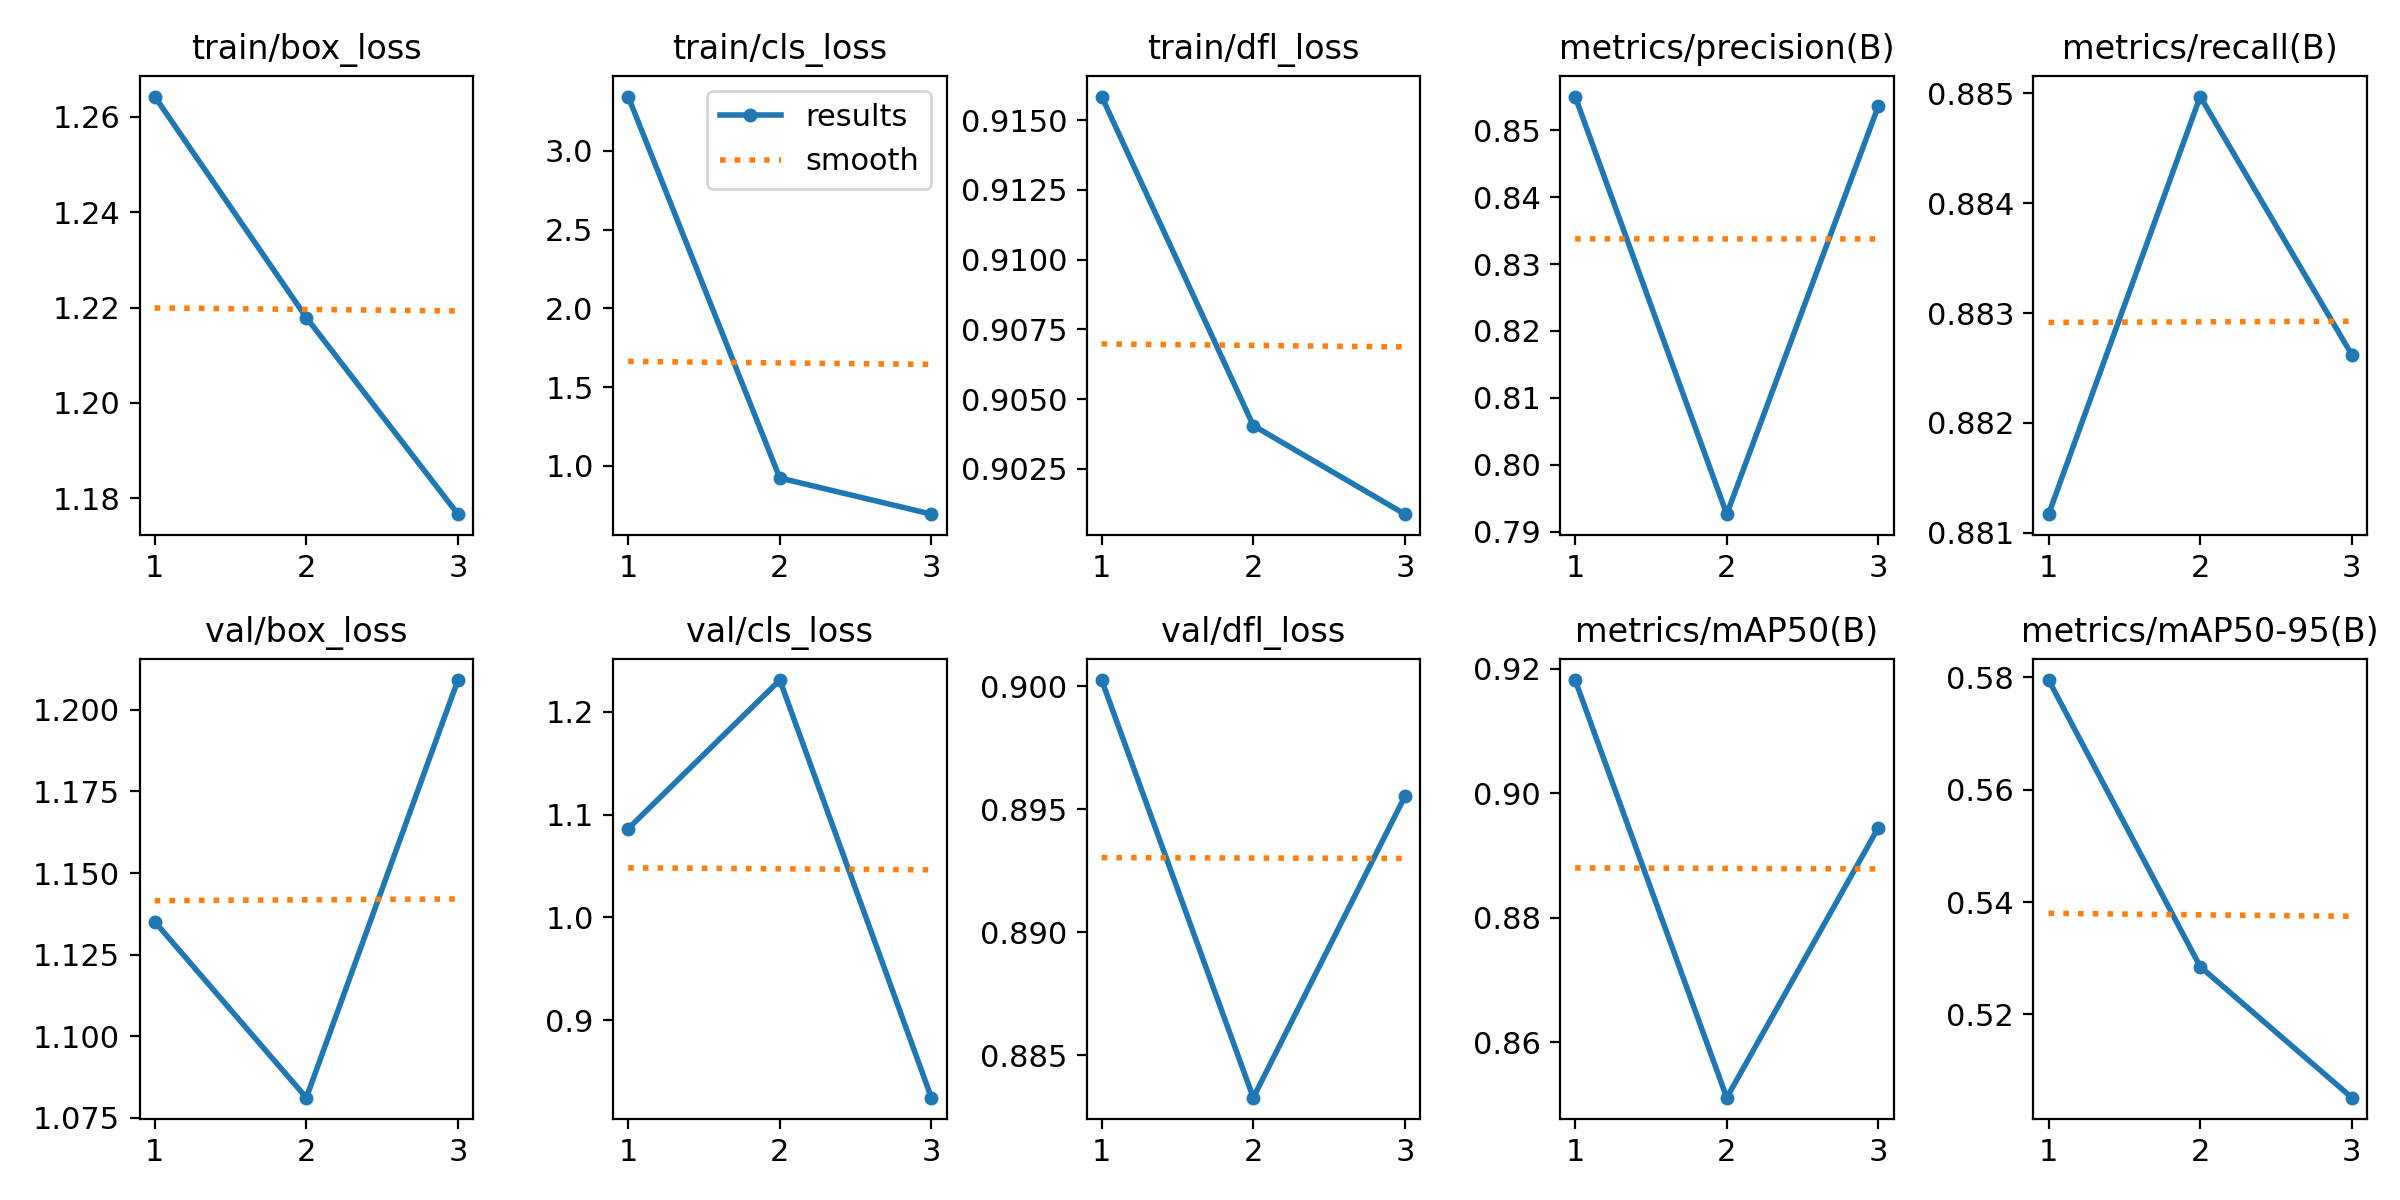 train/box_loss
1.26
1.24
1.22
1.20
1.18
1 2 3
train/cls_loss
results
smooth
3.0
2.5
2.0
1.5
1.0
1 2 3
train/dfl_loss
0.9150
0.9125
0.9100
0.9075
0.9050
0.9025
1 2 3
metrics/precision(B)
0.85
0.84
0.83
0.82
0.81
0.80
0.79
1 2 3
metrics/recall(B)
0.885
0.884
0.883
0.882
0.881
1 2 3
val/box_loss
1.200
1.175
1.150
1.125
1.100
1.075
1 2 3
val/cls_loss
1.2
1.1
1.0
0.9
1 2 3
val/dfl_loss
0.900
0.895
0.890
0.885
1 2 3
metrics/mAP50(B)
0.92
0.90
0.88
0.86
1 2 3
metrics/mAP50-95(B)
0.58
0.56
0.54
0.52
1 2 3